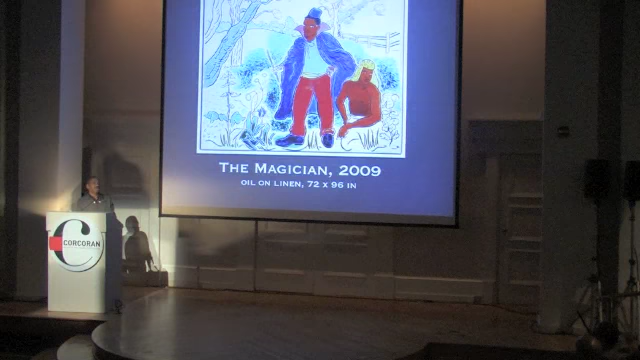 THE MAGICIAN, 2009
OIL ON LINEN, 72 X 96 IN
CORCORAN